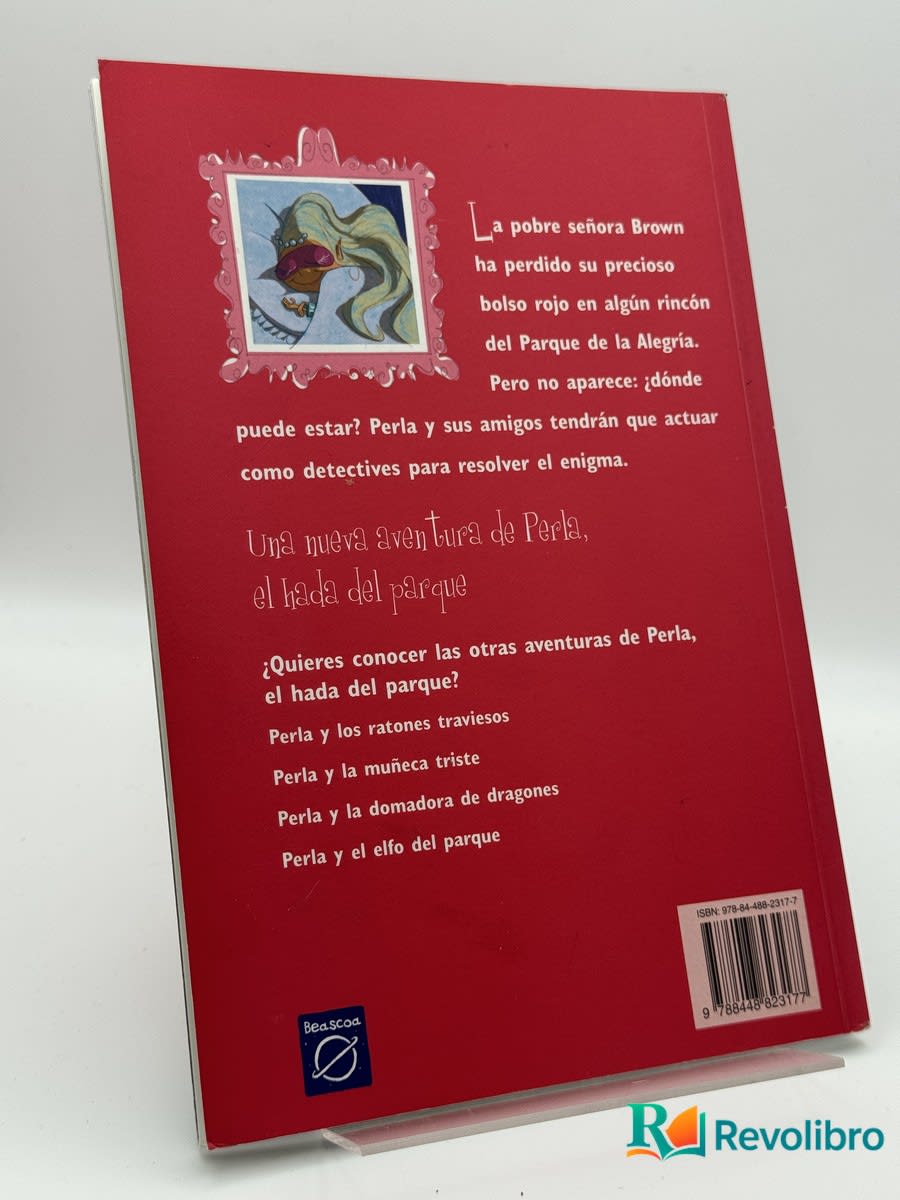 La pobre señora Brown
ha perdido su precioso
bolso rojo en algún rincón
del Parque de la Alegría.
Pero no aparece: ¿dónde
puede estar? Perla y sus amigos tendrán que actuar
como detectives para resolver el enigma.
Una nueva aventura de Perla,
el hada del parque
¿Quieres conocer las otras aventuras de Perla,
el hada del parque?
Perla y los ratones traviesos
Perla y la muñeca triste
Perla y la domadora de dragones
Perla y el elfo del parque
ISBN: 978-84-488-2317-7
9 788448 823177
Beascoa
R Revolibro